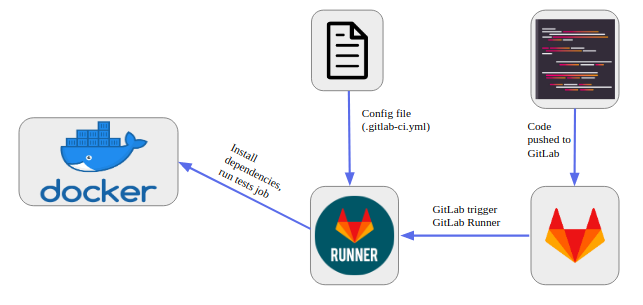 Config file
(.gitlab-ci.yml)
Code
pushed to
GitLab
docker
Install
dependencies,
run tests job
RUNNER
GitLab trigger
GitLab Runner